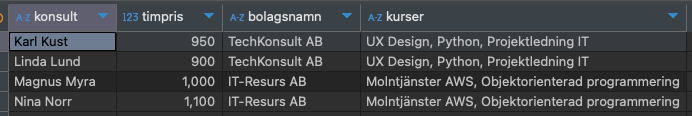 A-Z konsult 123 timpris A-Z bolagsnamn A-Z kurser
Karl Kust 950 TechKonsult AB UX Design, Python, Projektledning IT
Linda Lund 900 TechKonsult AB UX Design, Python, Projektledning IT
Magnus Myra 1,000 IT-Resurs AB Molntjänster AWS, Objektorienterad programmering
Nina Norr 1,100 IT-Resurs AB Molntjänster AWS, Objektorienterad programmering